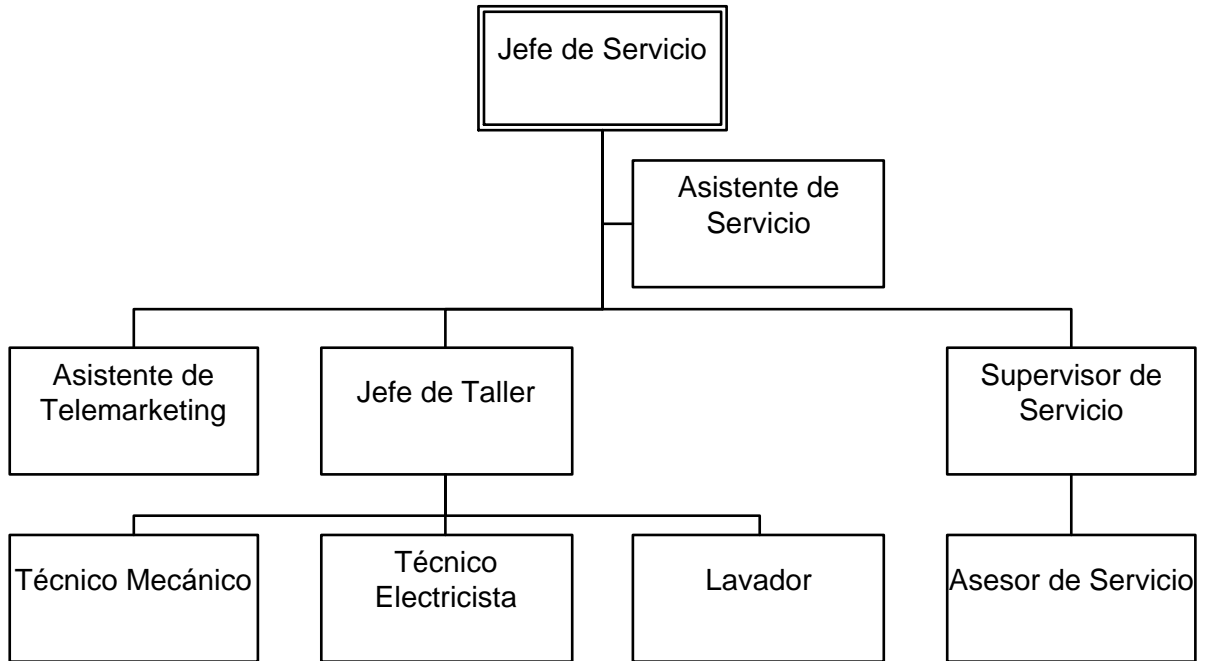 Jefe de Servicio
Asistente de
Servicio
Asistente de
Telemarketing
Jefe de Taller
Supervisor de
Servicio
Técnico Mecánico
Técnico
Electricista
Lavador
Asesor de Servicio